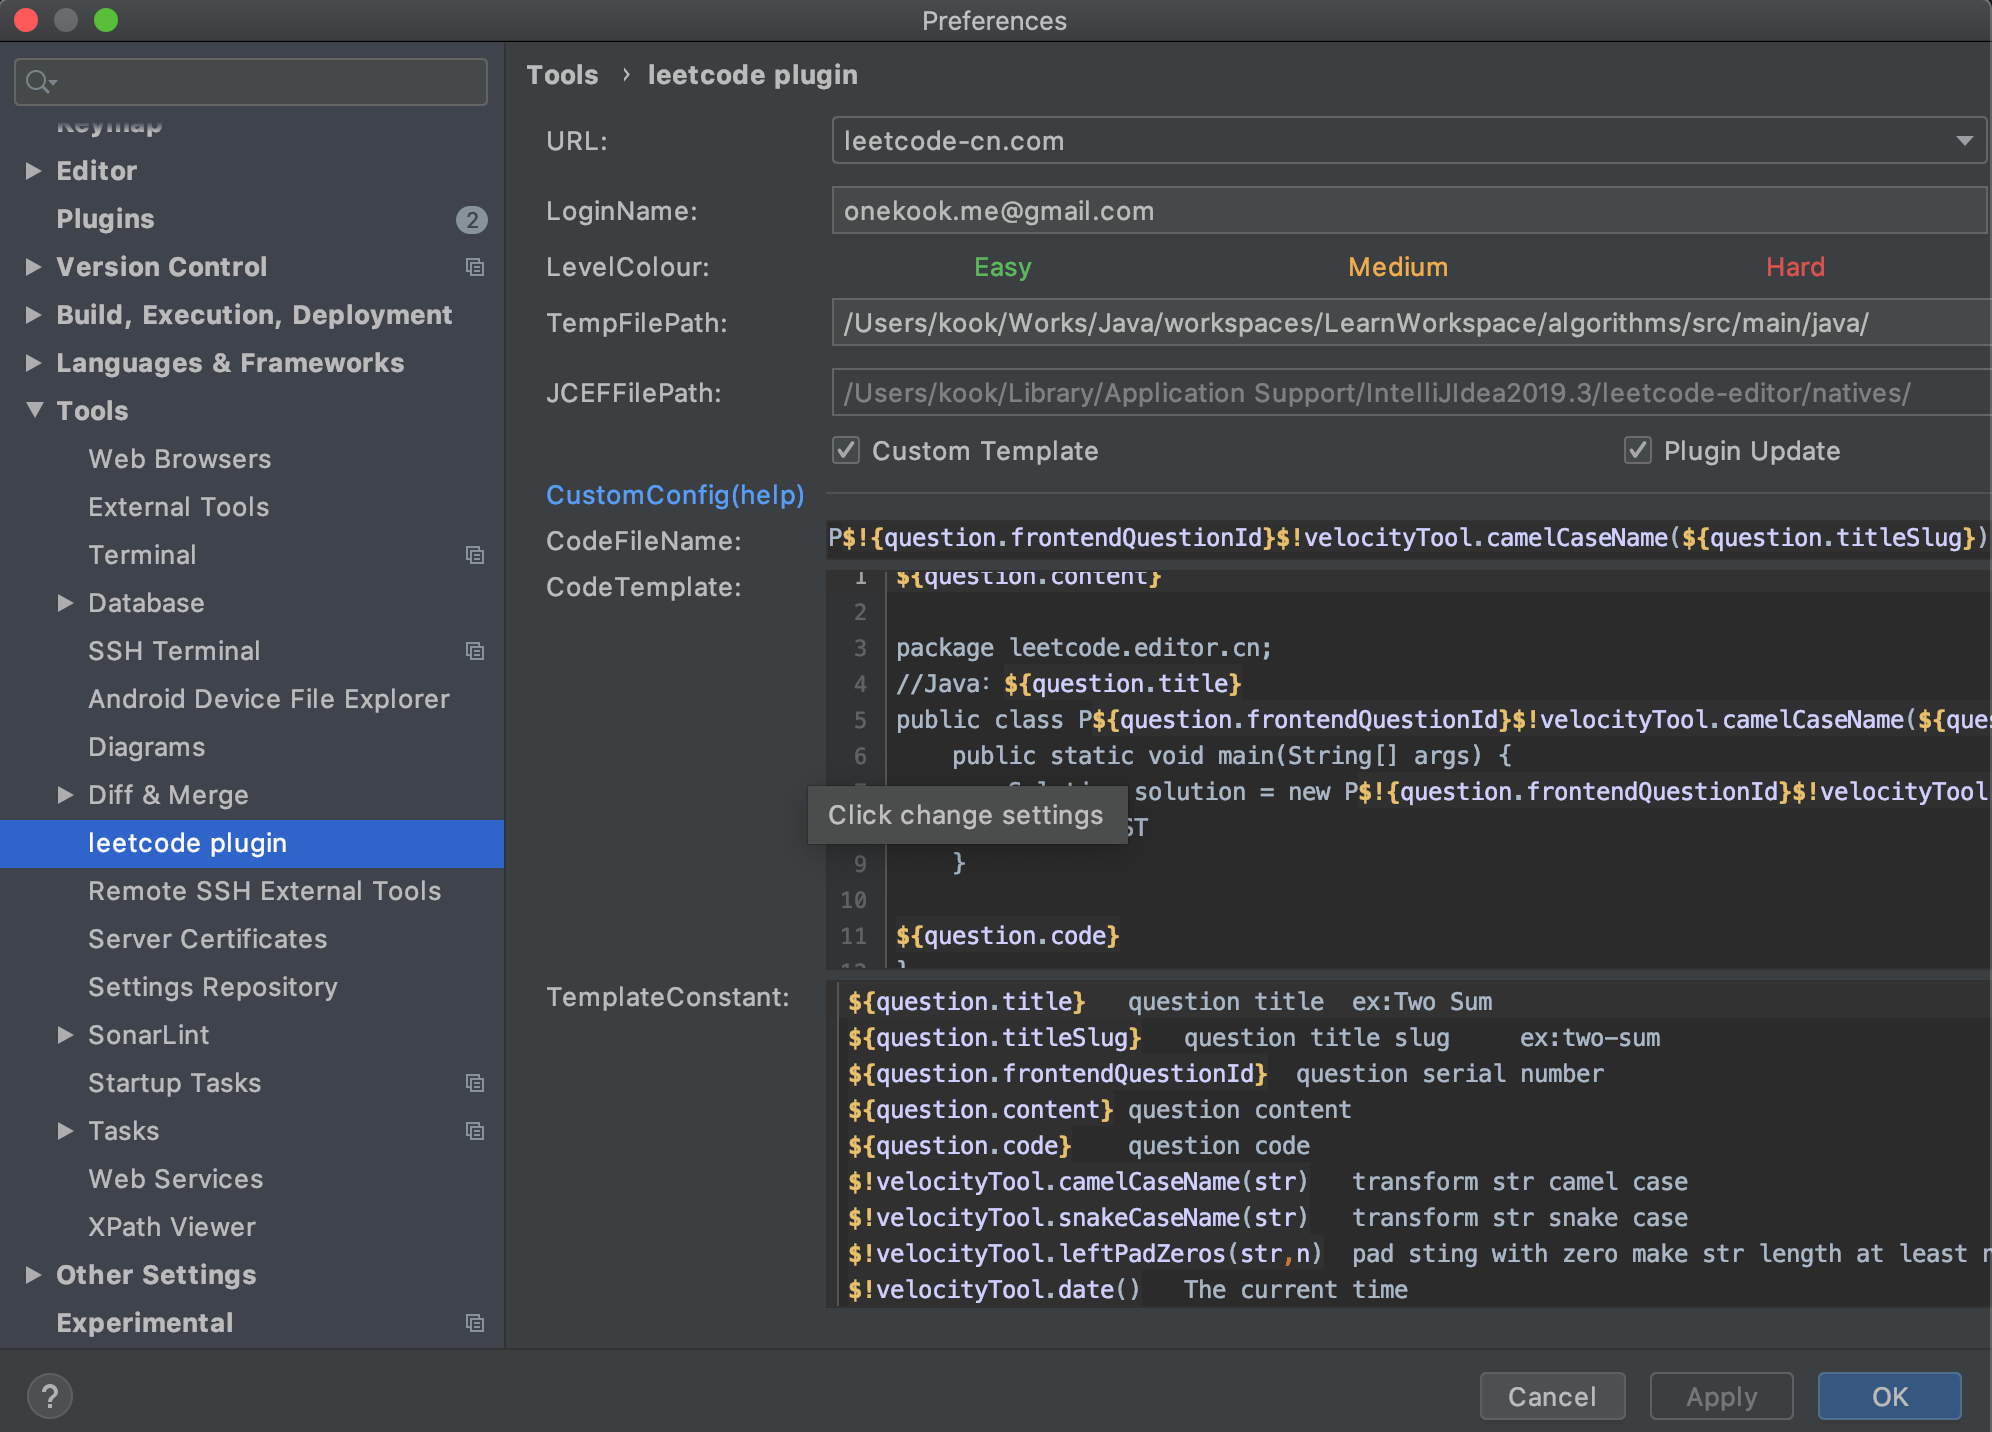 Preferences
Keymap
Editor
Plugins 2
Version Control
Build, Execution, Deployment
Languages & Frameworks
Tools
Web Browsers
External Tools
Terminal
Database
SSH Terminal
Android Device File Explorer
Diagrams
Diff & Merge
leetcode plugin
Remote SSH External Tools
Server Certificates
Settings Repository
SonarLint
Startup Tasks
Tasks
Web Services
XPath Viewer
Other Settings
Experimental
Tools › leetcode plugin
URL: leetcode-cn.com
LoginName: onekook.me@gmail.com
LevelColour: Easy Medium Hard
TempFilePath: /Users/kook/Works/Java/workspaces/LearnWorkspace/algorithms/src/main/java/
JCEFFilePath: /Users/kook/Library/Application Support/IntelliJIdea2019.3/leetcode-editor/natives/
Custom Template Plugin Update
CustomConfig(help)
CodeFileName: P$!{question.frontendQuestionId}$!velocityTool.camelCaseName(${question.titleSlug})
CodeTemplate:
1 ${question.content}
2
3 package leetcode.editor.cn;
4 //Java: ${question.title}
5 public class P${question.frontendQuestionId}$!velocityTool.camelCaseName(${ques
6 public static void main(String[] args) {
solution = new P$!{question.frontendQuestionId}$!velocityTool
Click change settings
ST
9 }
10
11 ${question.code}
12 }
TemplateConstant:
${question.title} question title ex:Two Sum
${question.titleSlug} question title slug ex:two-sum
${question.frontendQuestionId} question serial number
${question.content} question content
${question.code} question code
$!velocityTool.camelCaseName(str) transform str camel case
$!velocityTool.snakeCaseName(str) transform str snake case
$!velocityTool.leftPadZeros(str,n) pad sting with zero make str length at least n
$!velocityTool.date() The current time
?
Cancel
Apply
OK